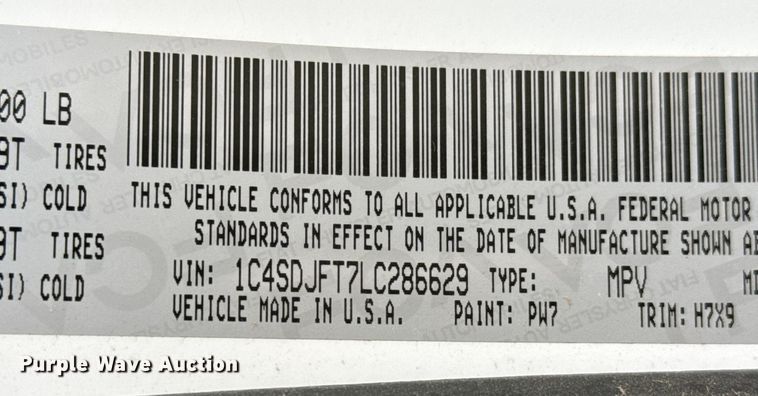 00 LB
9T TIRES
SI) COLD
9T TIRES
SI) COLD
THIS VEHICLE CONFORMS TO ALL APPLICABLE U.S.A. FEDERAL MOTOR
STANDARDS IN EFFECT ON THE DATE OF MANUFACTURE SHOWN AB
VIN: 1C4SDJFT7LC286629 TYPE: MPV MD
VEHICLE MADE IN U.S.A. PAINT: PW7 TRIM: H7X9
Purple Wave Auction